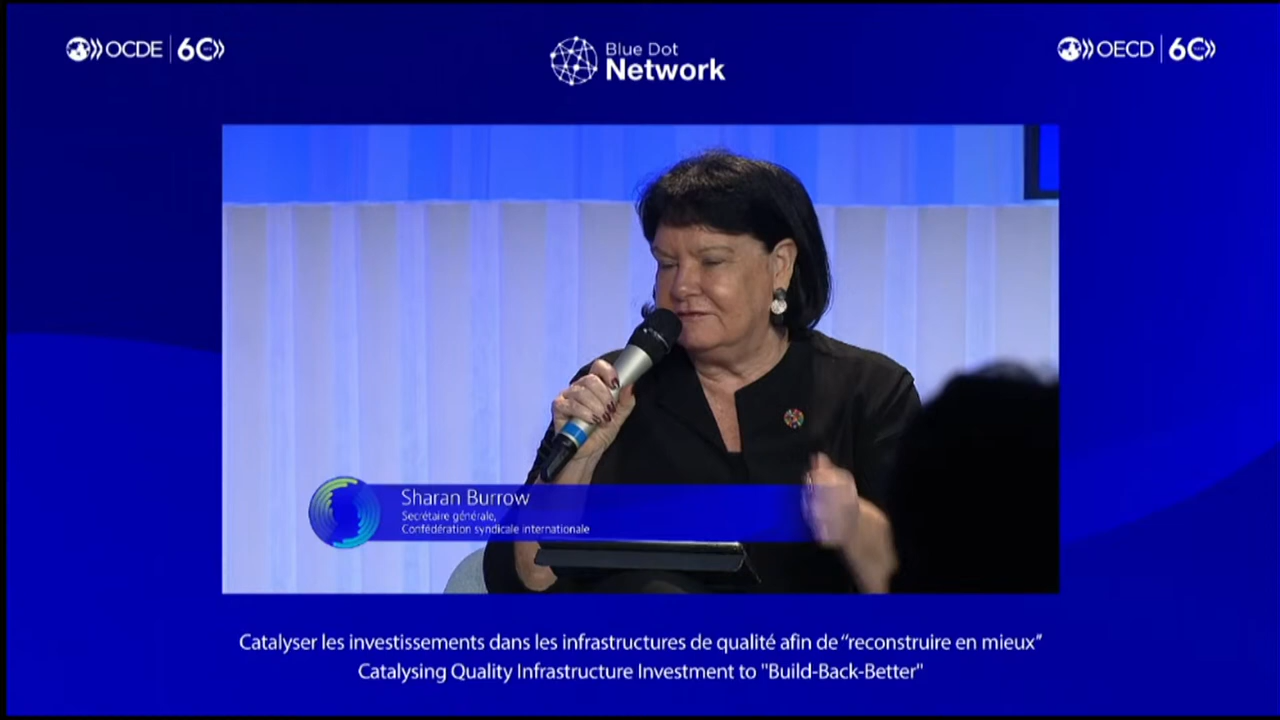 OCDE 60
Blue Dot
Network
OECD 60
Sharan Burrow
Secrétaire générale,
Confédération syndicale internationale
Catalyser les investissements dans les infrastructures de qualité afin de “reconstruire en mieux”
Catalysing Quality Infrastructure Investment to "Build-Back-Better"